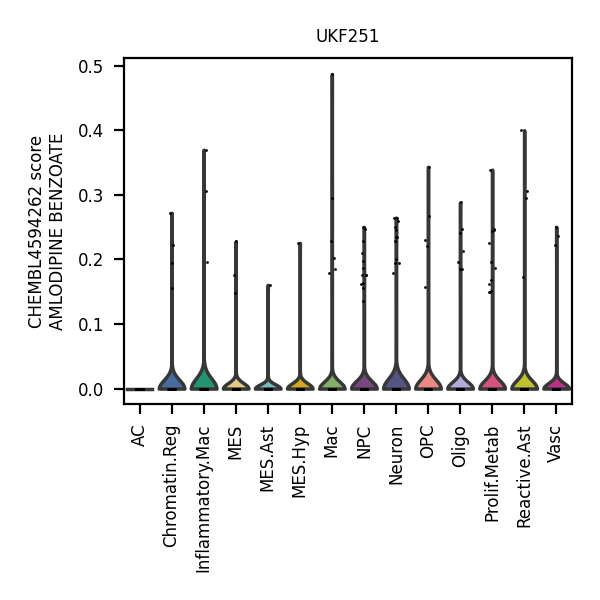 UKF251
CHEMBL4594262 score
AMLODIPINE BENZOATE
0.5
0.4
0.3
0.2
0.1
0.0
AC
Chromatin.Reg
Inflammatory.Mac
MES
MES.Ast
MES.Hyp
Mac
NPC
Neuron
OPC
Oligo
Prolif.Metab
Reactive.Ast
Vasc